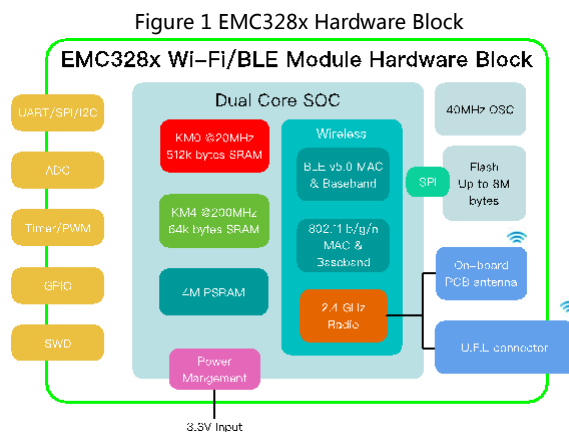 Figure 1 EMC328x Hardware Block
EMC328x Wi-Fi/BLE Module Hardware Block
Dual Core SOC
UART/SPI/I2C
ADC
Timer/PWM
GPIO
SWD
KM0 @20MHz
512k bytes SRAM
KM4 @200MHz
64k bytes SRAM
4M PSRAM
Power
Mangement
3.3V Input
Wireless
BLE v5.0 MAC
& Baseband
802.11 b/g/n
MAC &
Baseband
2.4 GHz
Radio
40MHz OSC
SPI
Flash
Up to 8M
bytes
On-board
PCB antenna
U.F.L connector